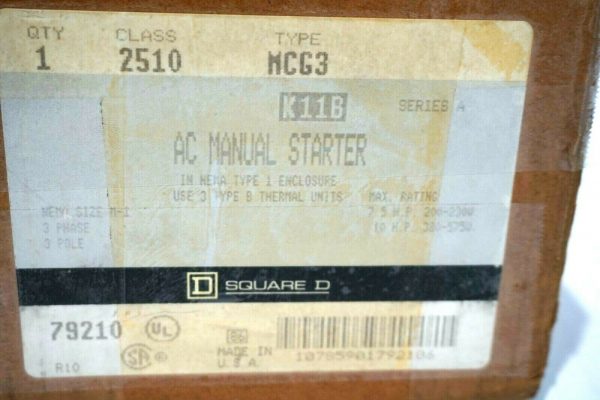 QTY CLASS TYPE
1 2510 MCG3
K11B SERIES A
AC MANUAL STARTER
IN NEMA TYPE 1 ENCLOSURE
USE 3 TYPE B THERMAL UNITS MAX. RATING
NEMA SIZE M-1 7.5 H.P. 200-230V.
3 PHASE 10 H.P. 380-575V.
3 POLE
D SQUARE D
79210 UL
SA MADE IN
U.S.A.
R10 10785901792106